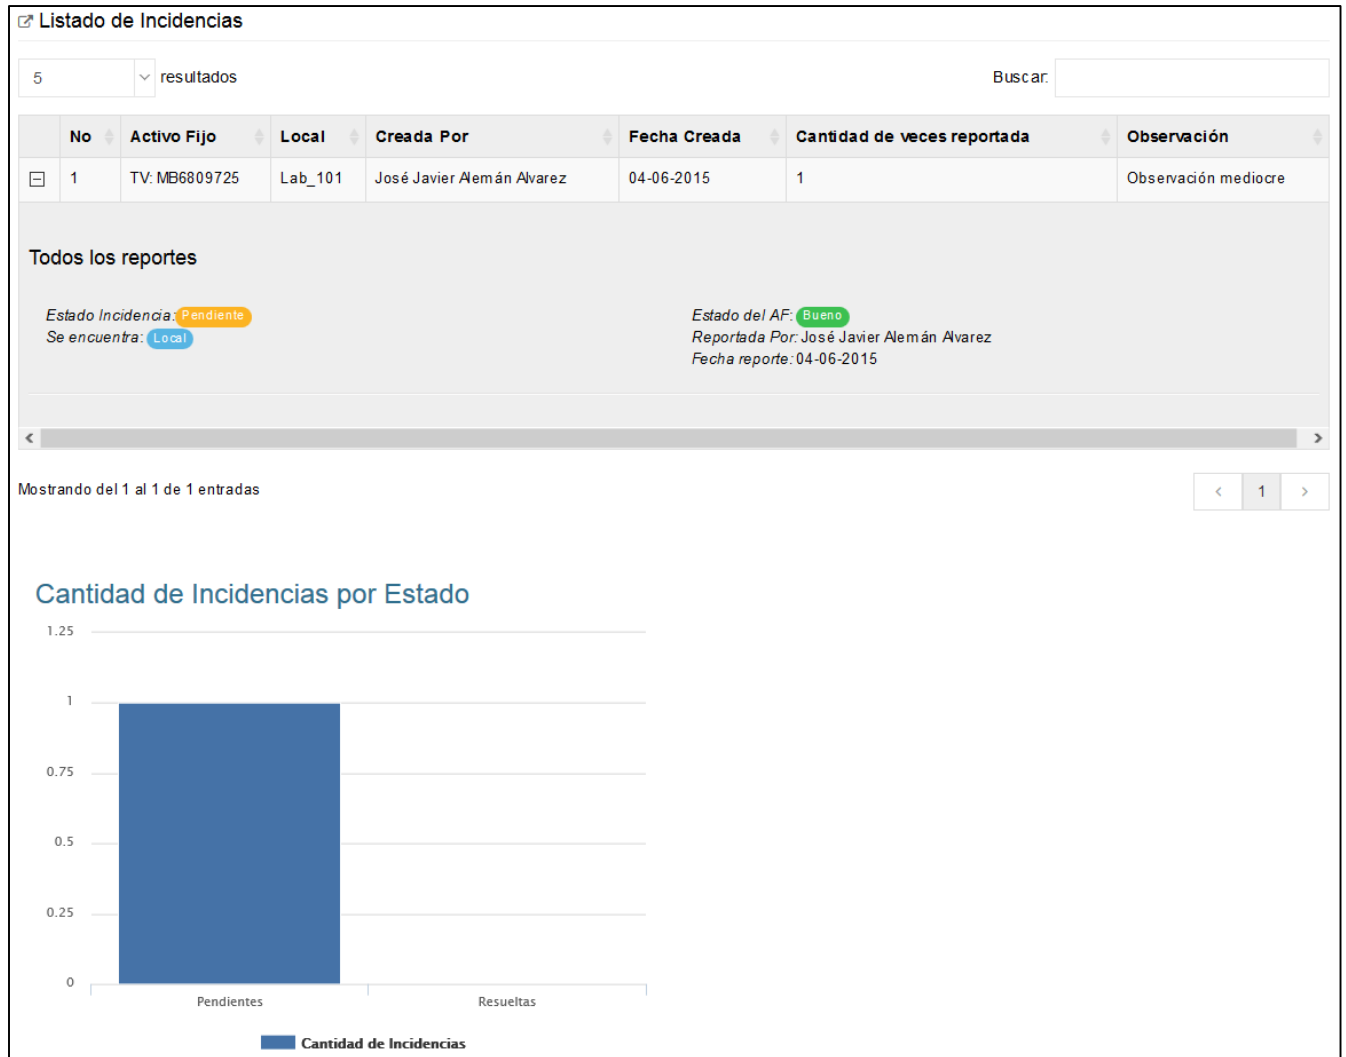 Listado de Incidencias
5 resultados Buscar:
No Activo Fijo Local Creada Por Fecha Creada Cantidad de veces reportada Observación
1 TV: MB6809725 Lab_101 José Javier Alemán Alvarez 04-06-2015 1 Observación mediocre
Todos los reportes
Estado Incidencia: Pendiente Estado del AF: Bueno
Se encuentra: Local Reportada Por: José Javier Alemán Alvarez
Fecha reporte: 04-06-2015
Mostrando del 1 al 1 de 1 entradas < 1 >
Cantidad de Incidencias por Estado
1.25
1
0.75
0.5
0.25
0
Pendientes Resueltas
Cantidad de Incidencias